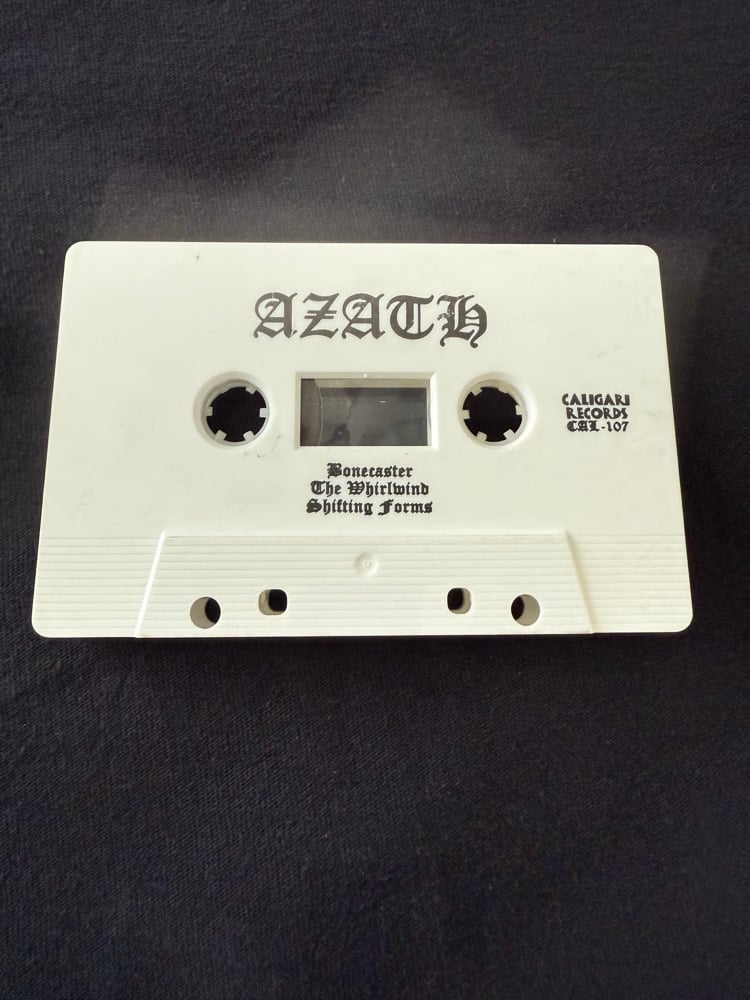 AZATH
CALIGARI
RECORDS
CAL-107
Bonecaster
The Whirlwind
Shifting Forms